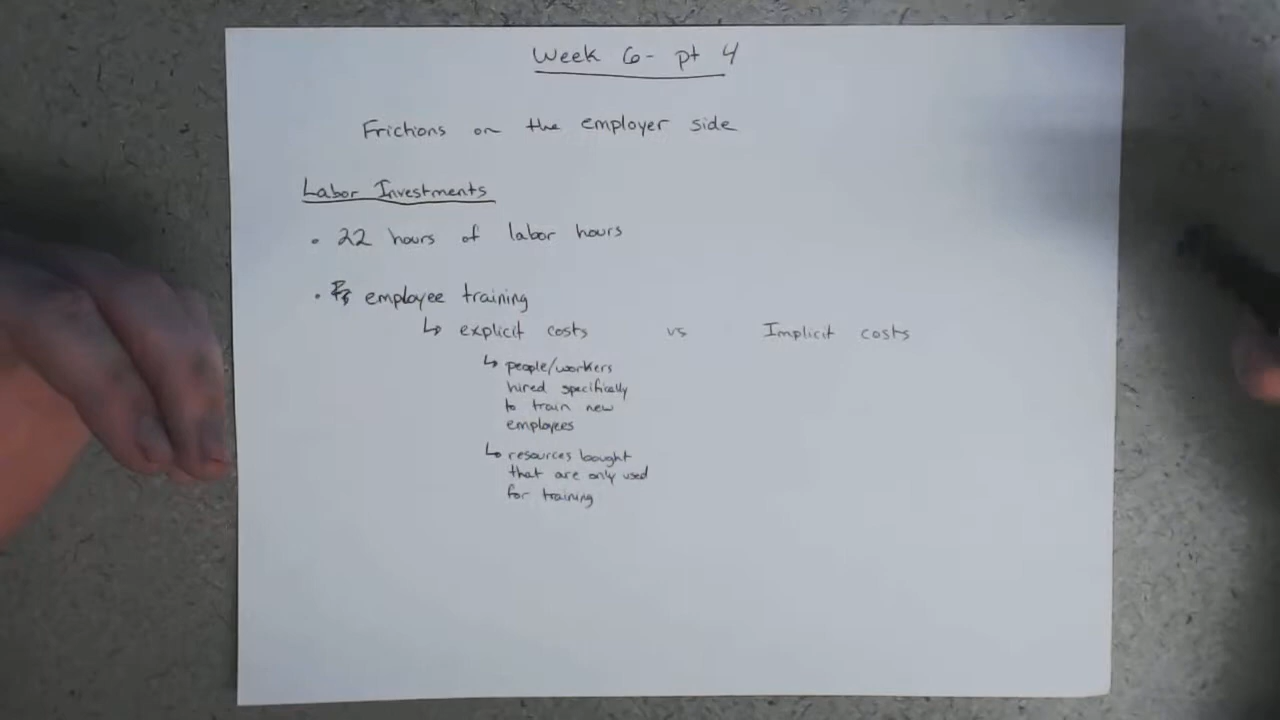 Week 6- pt 4
Frictions on the employer side
Labor Investments
• 22 hours of labor hours
• employee training
↳ explicit costs vs Implicit costs
↳ people/workers
hired specifically
to train new
employees
↳ resources bought
that are only used
for training